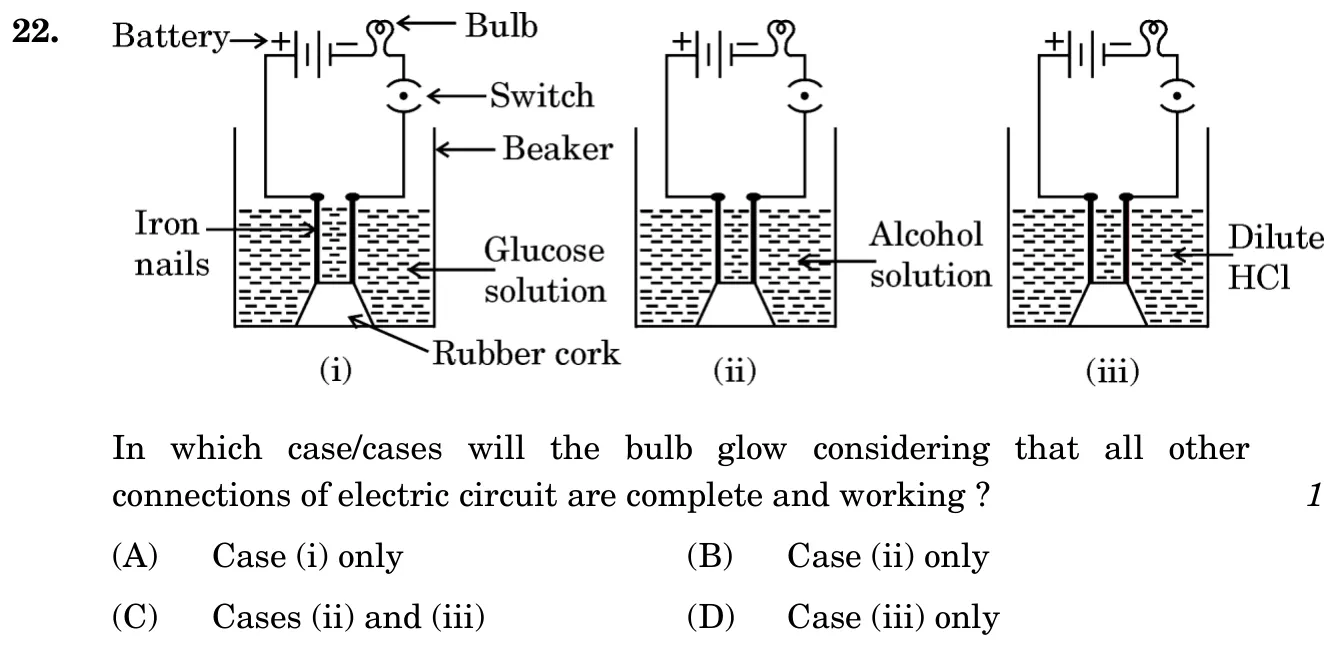 22.
Battery + − Bulb
Switch
Beaker
Iron nails
Glucose solution
Rubber cork
(i)
+ −
Alcohol solution
(ii)
+ −
Dilute HCl
(iii)
In which case/cases will the bulb glow considering that all other
connections of electric circuit are complete and working ? 1
(A) Case (i) only (B) Case (ii) only
(C) Cases (ii) and (iii) (D) Case (iii) only